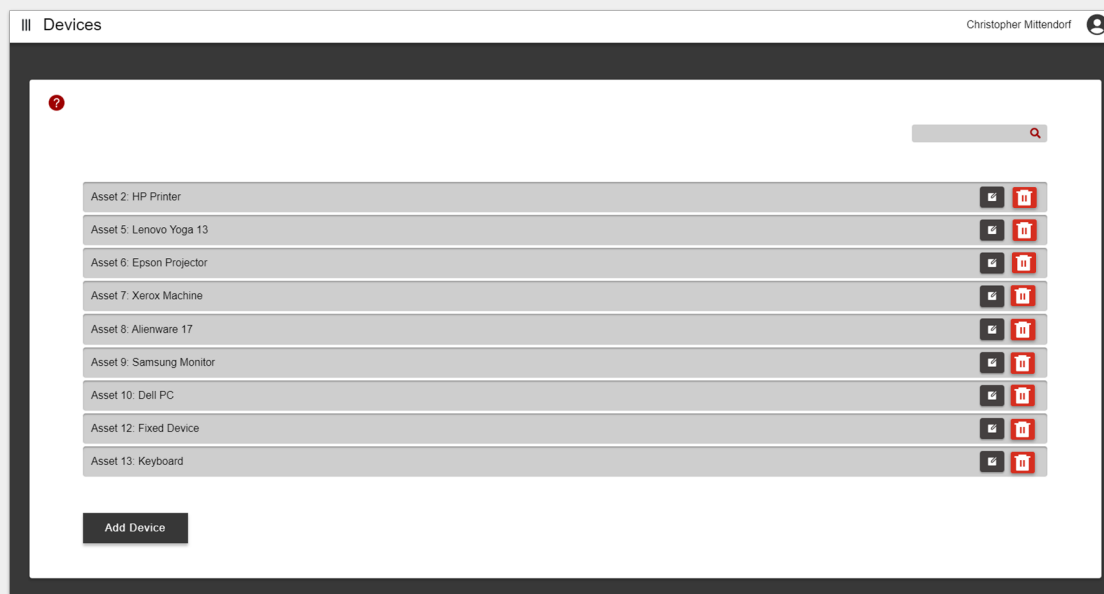 Devices
Christopher Mittendorf
?
Asset 2: HP Printer
Asset 5: Lenovo Yoga 13
Asset 6: Epson Projector
Asset 7: Xerox Machine
Asset 8: Alienware 17
Asset 9: Samsung Monitor
Asset 10: Dell PC
Asset 12: Fixed Device
Asset 13: Keyboard
Add Device